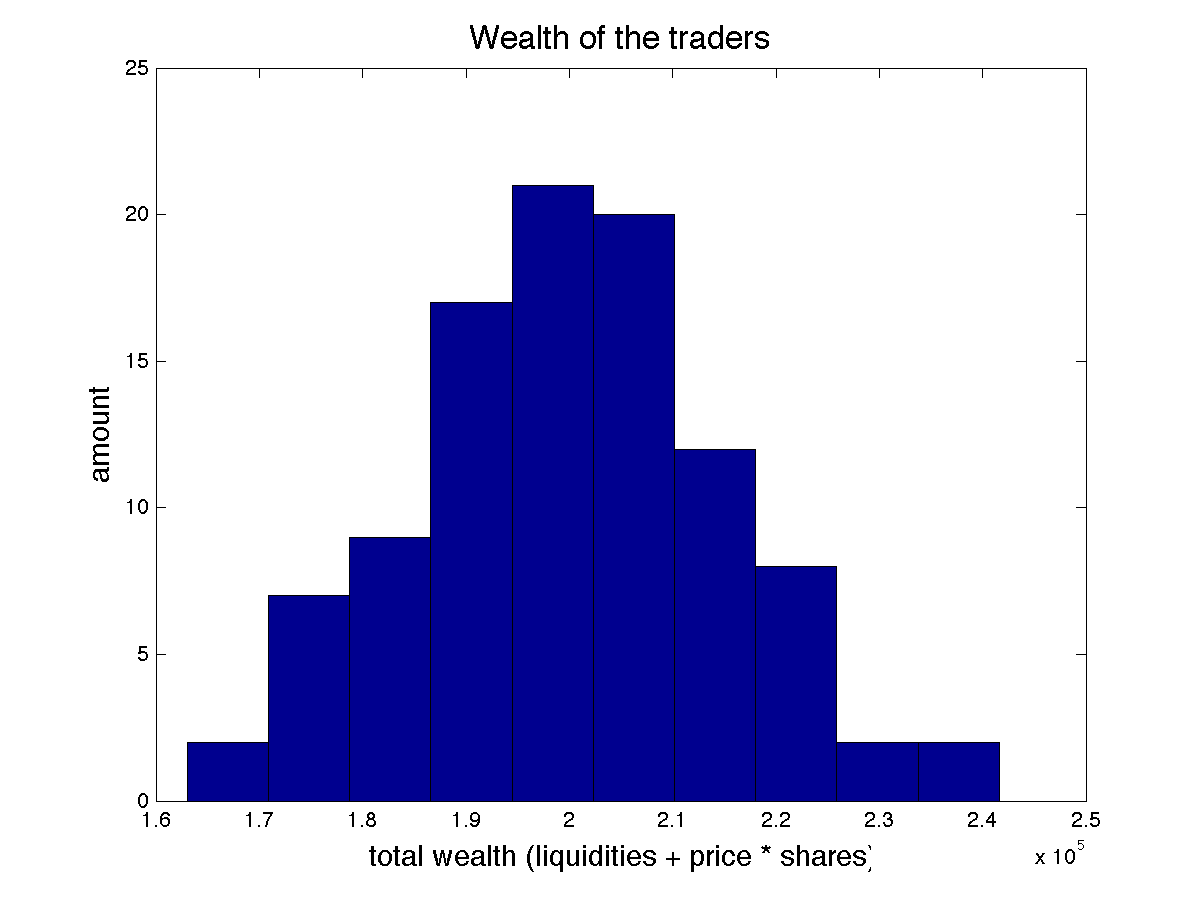 Wealth of the traders
25
20
15
10
5
0
amount
1.6 1.7 1.8 1.9 2 2.1 2.2 2.3 2.4 2.5
x 10^5
total wealth (liquidities + price * shares)